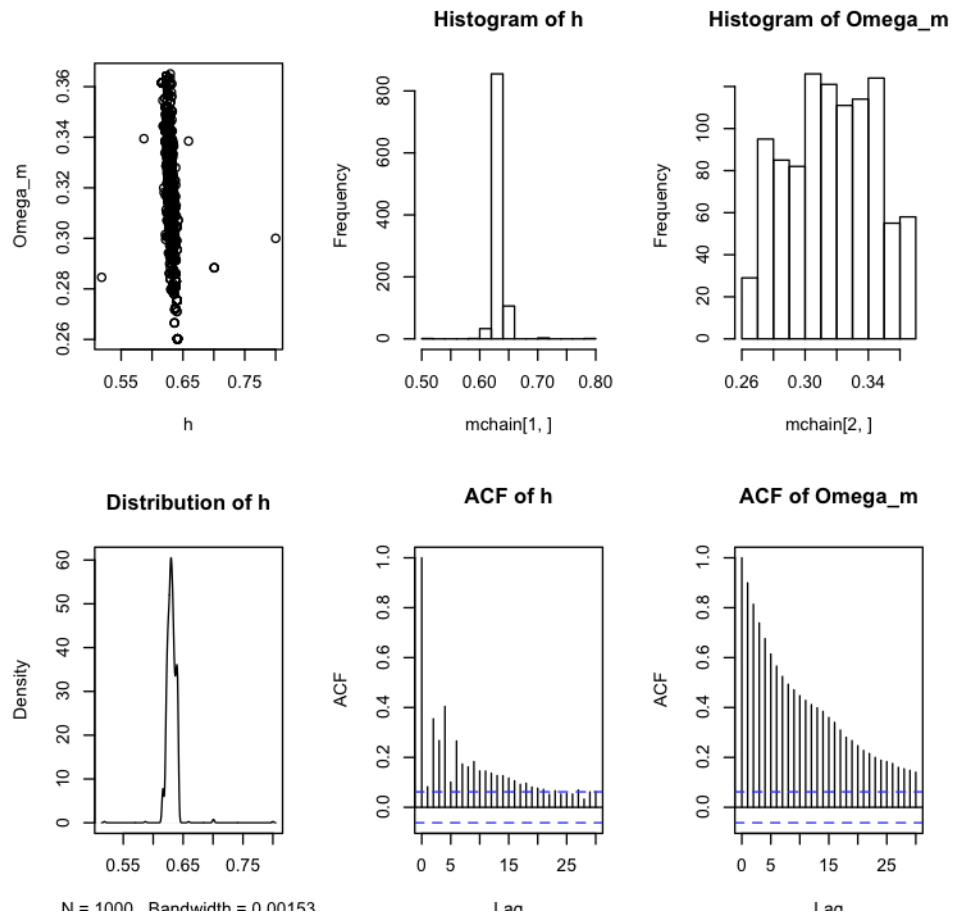 Histogram of h
Histogram of Omega_m
Omega_m
0.26 0.28 0.30 0.32 0.34 0.36
0.55 0.65 0.75
h
Frequency
0 200 400 600 800
0.50 0.60 0.70 0.80
mchain[1, ]
Frequency
0 20 40 60 80 100
0.26 0.30 0.34
mchain[2, ]
Distribution of h
ACF of h
ACF of Omega_m
Density
0 10 20 30 40 50 60
0.55 0.65 0.75
N = 1000 Bandwidth = 0.00153
ACF
0.0 0.2 0.4 0.6 0.8 1.0
0 5 15 25
Lag
ACF
0.0 0.2 0.4 0.6 0.8 1.0
0 5 15 25
Lag